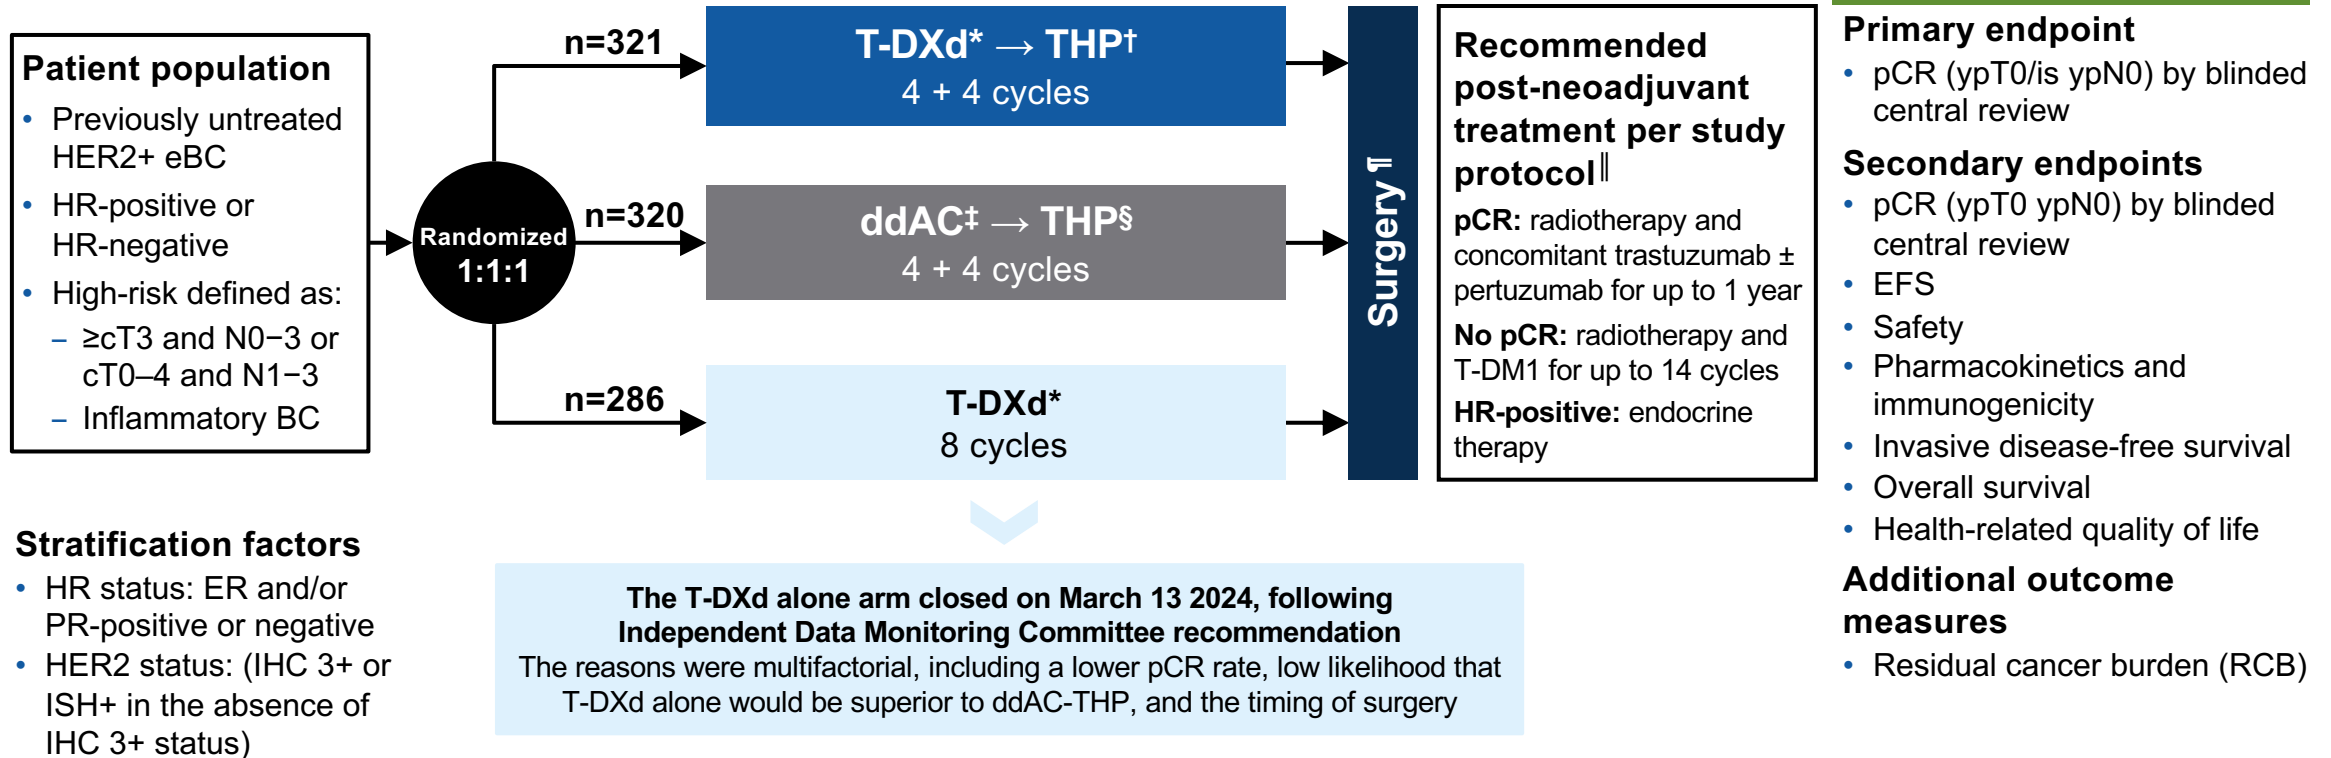 Patient population
• Previously untreated
HER2+ eBC
• HR-positive or
HR-negative
• High-risk defined as:
– ≥cT3 and N0−3 or
cT0–4 and N1−3
– Inflammatory BC
Stratification factors
• HR status: ER and/or
PR-positive or negative
• HER2 status: (IHC 3+ or
ISH+ in the absence of
IHC 3+ status)
Randomized
1:1:1
n=321
T-DXd* → THP†
4 + 4 cycles
n=320
ddAC‡ → THP§
4 + 4 cycles
n=286
T-DXd*
8 cycles
The T-DXd alone arm closed on March 13 2024, following
Independent Data Monitoring Committee recommendation
The reasons were multifactorial, including a lower pCR rate, low likelihood that
T-DXd alone would be superior to ddAC-THP, and the timing of surgery
Surgery¶
Recommended
post-neoadjuvant
treatment per study
protocol‖
pCR: radiotherapy and
concomitant trastuzumab ±
pertuzumab for up to 1 year
No pCR: radiotherapy and
T-DM1 for up to 14 cycles
HR-positive: endocrine
therapy
Primary endpoint
• pCR (ypT0/is ypN0) by blinded
central review
Secondary endpoints
• pCR (ypT0 ypN0) by blinded
central review
• EFS
• Safety
• Pharmacokinetics and
immunogenicity
• Invasive disease-free survival
• Overall survival
• Health-related quality of life
Additional outcome
measures
• Residual cancer burden (RCB)